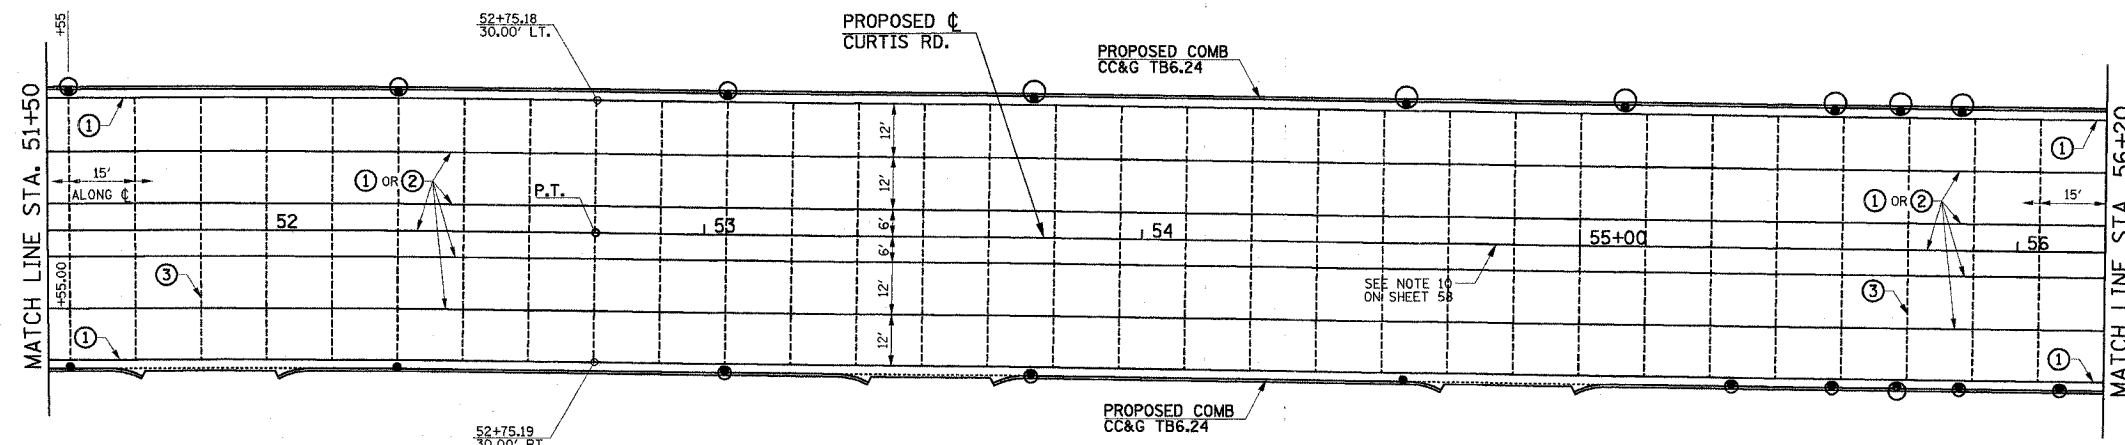 +55
52+75.18
30.00' LT.
PROPOSED ℄
CURTIS RD.
PROPOSED COMB
CC&G TB6.24
MATCH LINE STA. 51+50
MATCH LINE STA. 56+20
1
12'
1
15'
ALONG ℄
1 OR 2
12'
P.T.
1 OR 2
15'
52
53
6'
54
55+00
56
6'
+55.00
3
12'
SEE NOTE 10
ON SHEET 58
3
1
12'
1
52+75.19
30.00' RT.
PROPOSED COMB
CC&G TB6.24